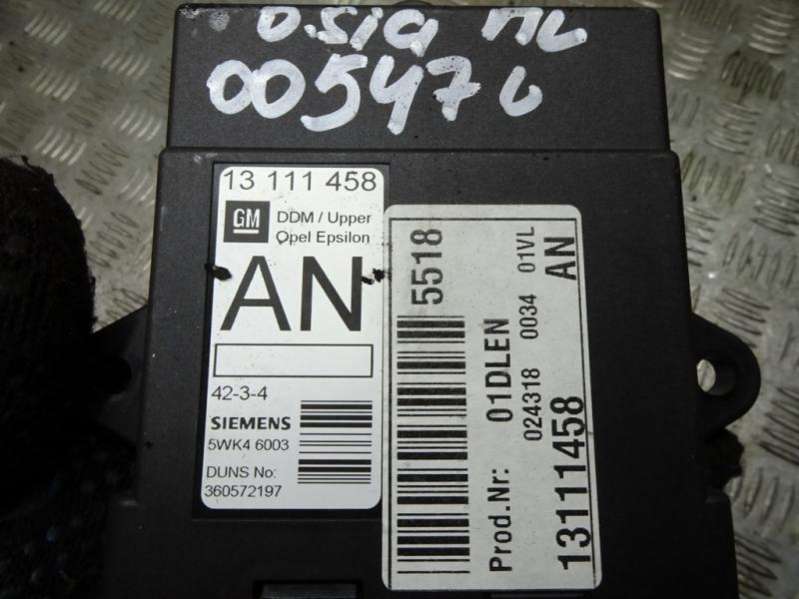 005476
13 111 458
GM
DDM / Upper
Opel Epsilon
AN
42-3-4
SIEMENS
5WK4 6003
DUNS No:
360572197
5518
01VL
AN
01DLEN
024318 0034
Prod.Nr:
13111458